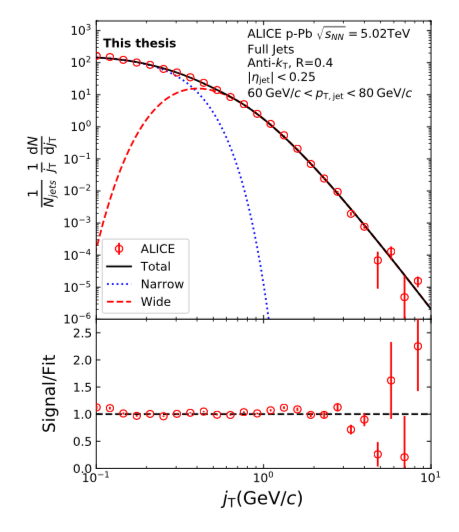 This thesis
ALICE p-Pb √s_NN = 5.02TeV
Full Jets
Anti-k_T, R=0.4
|η_jet| < 0.25
60 GeV/c < p_T,jet < 80 GeV/c
10^3
10^2
10^1
10^0
10^−1
10^−2
10^−3
10^−4
10^−5
10^−6
1/N_jets 1/j_T dN/dj_T
ALICE
Total
Narrow
Wide
2.5
2.0
1.5
1.0
0.5
0.0
Signal/Fit
10^−1 10^0 10^1
j_T(GeV/c)